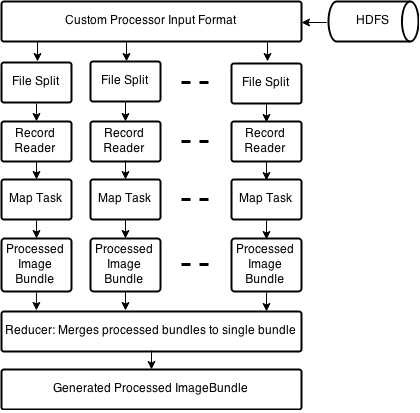 Custom Processor Input Format
HDFS
File Split
File Split
File Split
Record
Reader
Record
Reader
Record
Reader
Map Task
Map Task
Map Task
Processed
Image
Bundle
Processed
Image
Bundle
Processed
Image
Bundle
Reducer: Merges processed bundles to single bundle
Generated Processed ImageBundle